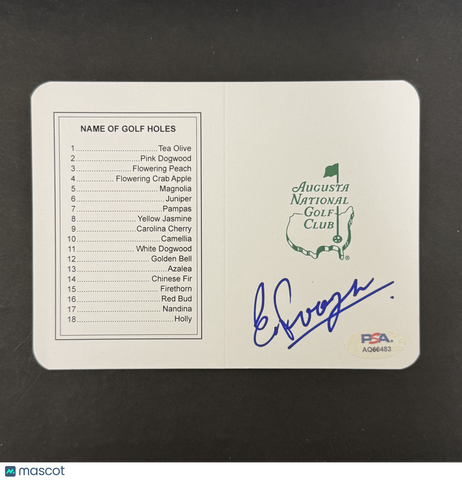 NAME OF GOLF HOLES
1 Tea Olive
2 Pink Dogwood
3 Flowering Peach
4 Flowering Crab Apple
5 Magnolia
6 Juniper
7 Pampas
8 Yellow Jasmine
9 Carolina Cherry
10 Camellia
11 White Dogwood
12 Golden Bell
13 Azalea
14 Chinese Fir
15 Firethorn
16 Red Bud
17 Nandina
18 Holly
AUGUSTA
NATIONAL
GOLF
CLUB
®
PSA
AQ66483
mascot